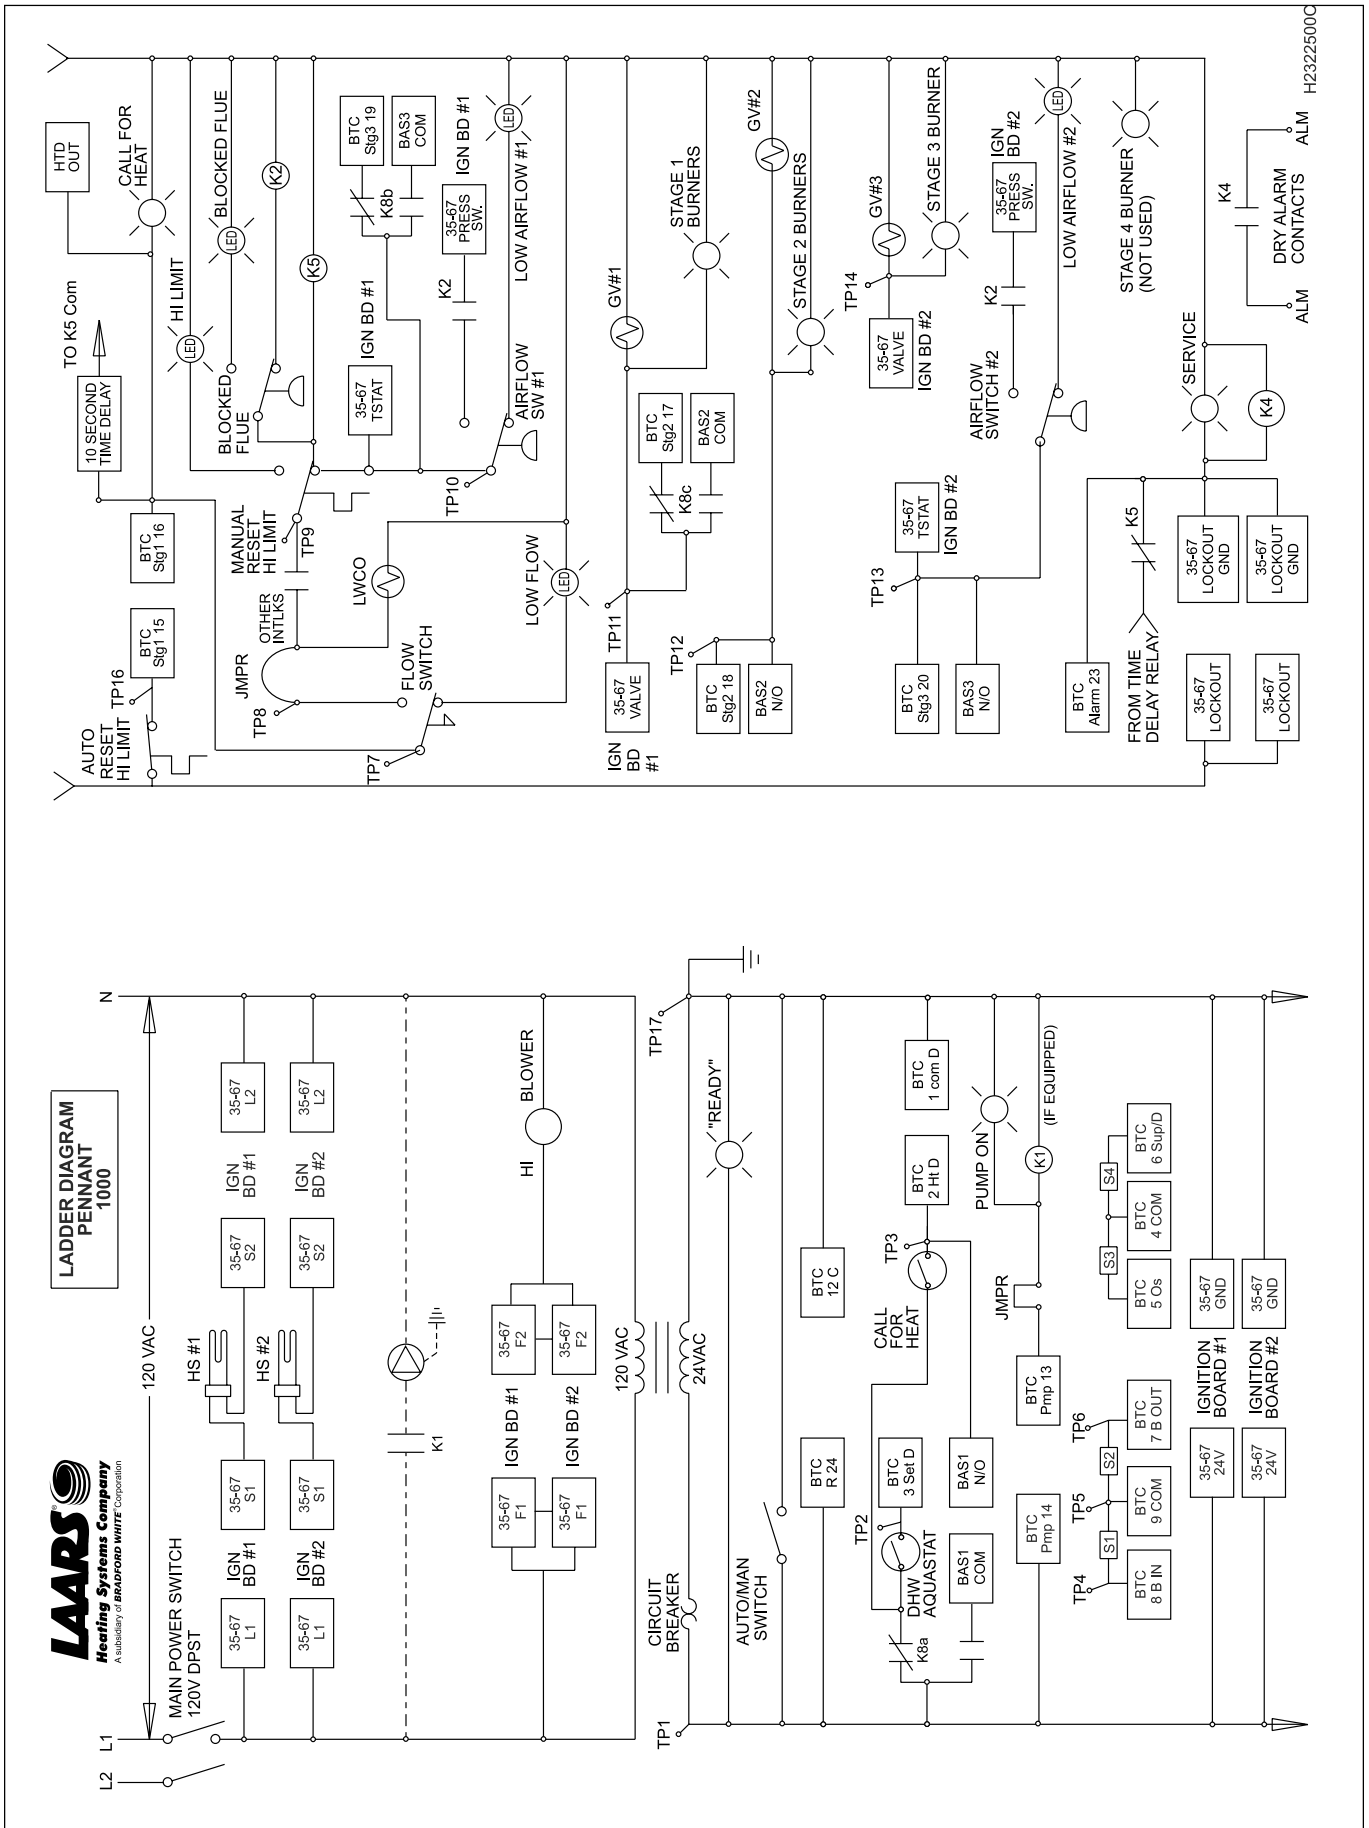 LAARS®
Heating Systems Company
A subsidiary of BRADFORD WHITE® Corporation
LADDER DIAGRAM
PENNANT
1000
L2
L1
120 VAC
N
MAIN POWER SWITCH
120V DPST
35-67
L1
IGN
BD #1
35-67
S1
HS #1
35-67
S2
IGN
BD #1
35-67
L2
35-67
L1
IGN
BD #2
35-67
S1
HS #2
35-67
S2
IGN
BD #2
35-67
L2
K1
35-67
F1
IGN BD #1
35-67
F2
HI
BLOWER
35-67
F1
IGN BD #2
35-67
F2
120 VAC
24VAC
CIRCUIT
BREAKER
TP1
TP17
"READY"
AUTO/MAN
SWITCH
BTC
R 24
BTC
12 C
K8a
DHW
AQUASTAT
TP2
BTC
3 Set D
CALL
FOR
HEAT
TP3
BTC
2 Ht D
BTC
1 com D
BAS1
COM
BAS1
N/O
PUMP ON
BTC
Pmp 14
BTC
Pmp 13
JMPR
K1
(IF EQUIPPED)
TP4
S1
TP5
S2
TP6
BTC
8 B IN
BTC
9 COM
BTC
7 B OUT
S3
S4
BTC
5 Os
BTC
4 COM
BTC
6 Sup/D
35-67
24V
IGNITION
BOARD #1
35-67
GND
35-67
24V
IGNITION
BOARD #2
35-67
GND
AUTO
RESET
HI LIMIT
TP16
BTC
Stg1 15
BTC
Stg1 16
10 SECOND
TIME DELAY
TO K5 Com
HTD
OUT
CALL FOR
HEAT
HI LIMIT
LED
BLOCKED FLUE
LED
BLOCKED
FLUE
K2
K5
MANUAL
RESET
HI LIMIT
TP9
OTHER
INTLKS
JMPR
TP8
LWCO
FLOW
SWITCH
TP7
35-67
TSTAT
IGN BD #1
BTC
Stg3 19
K8b
BAS3
COM
TP10
AIRFLOW
SW #1
K2
35-67
PRESS
SW.
IGN BD #1
LOW AIRFLOW #1
LED
LOW FLOW
LED
IGN
BD
#1
35-67
VALVE
TP11
GV#1
STAGE 1
BURNERS
K8c
BTC
Stg2 17
BAS2
COM
TP12
BTC
Stg2 18
BAS2
N/O
GV#2
STAGE 2 BURNERS
35-67
VALVE
IGN BD #2
TP14
GV#3
STAGE 3 BURNER
TP13
35-67
TSTAT
IGN BD #2
BTC
Stg3 20
BAS3
N/O
AIRFLOW
SWITCH #2
K2
35-67
PRESS
SW.
IGN
BD #2
LOW AIRFLOW #2
LED
STAGE 4 BURNER
(NOT USED)
BTC
Alarm 23
FROM TIME
DELAY RELAY
K5
SERVICE
K4
35-67
LOCKOUT
35-67
LOCKOUT
GND
35-67
LOCKOUT
35-67
LOCKOUT
GND
ALM
K4
DRY ALARM
CONTACTS
ALM
H2322500C